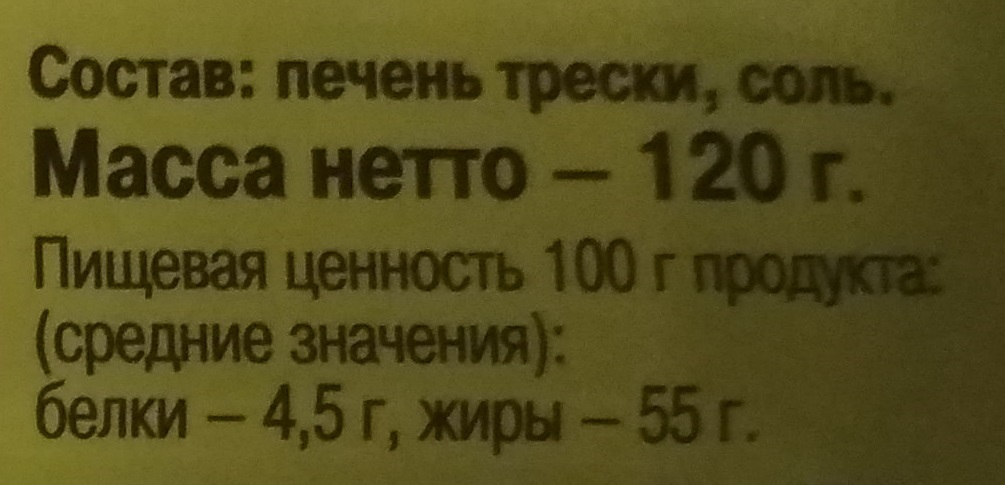 Состав: печень трески, соль.
Масса нетто – 120 г.
Пищевая ценность 100 г продукта:
(средние значения):
белки – 4,5 г, жиры – 55 г.